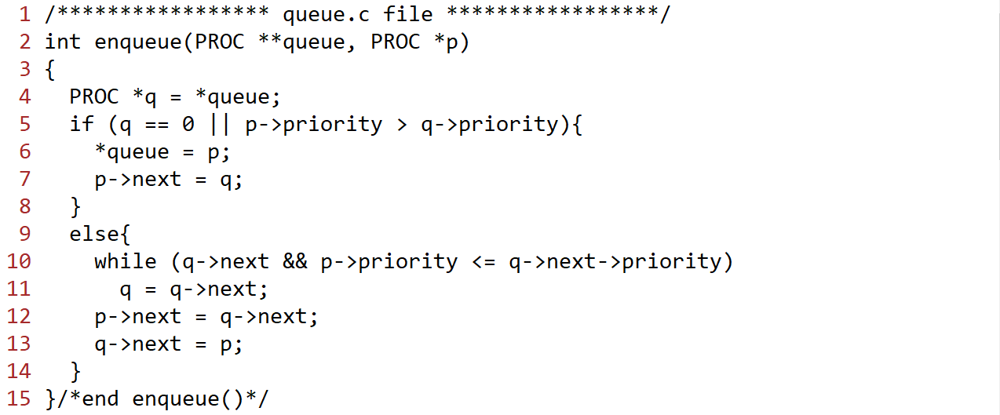 1 /***************** queue.c file *****************/
2 int enqueue(PROC **queue, PROC *p)
3 {
4   PROC *q = *queue;
5   if (q == 0 || p->priority > q->priority){
6     *queue = p;
7     p->next = q;
8   }
9   else{
10     while (q->next && p->priority <= q->next->priority)
11       q = q->next;
12     p->next = q->next;
13     q->next = p;
14   }
15 }/*end enqueue()*/